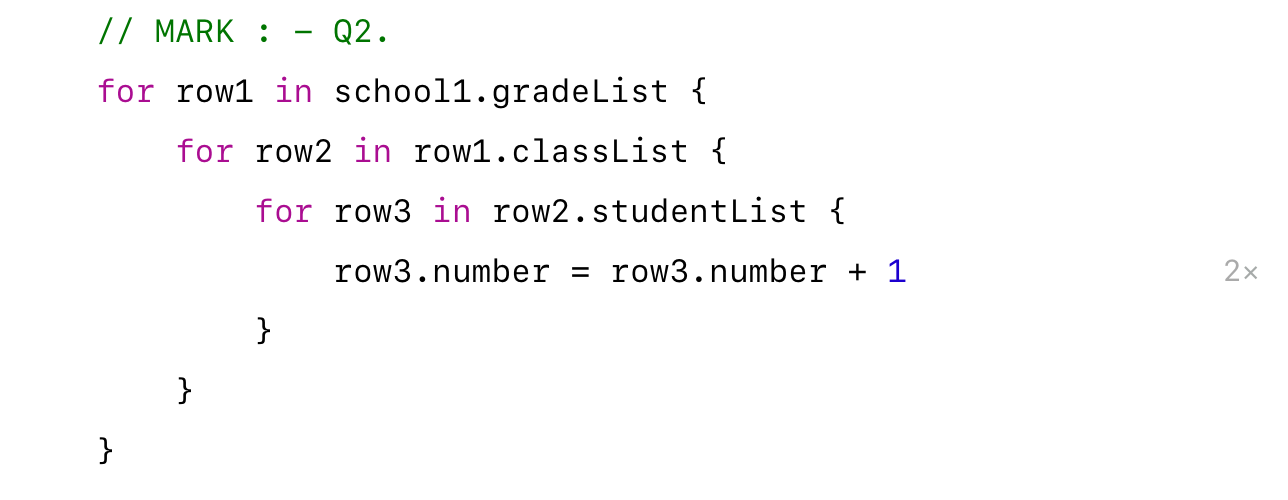 // MARK : - Q2.
for row1 in school1.gradeList {
    for row2 in row1.classList {
        for row3 in row2.studentList {
            row3.number = row3.number + 1 2×
        }
    }
}